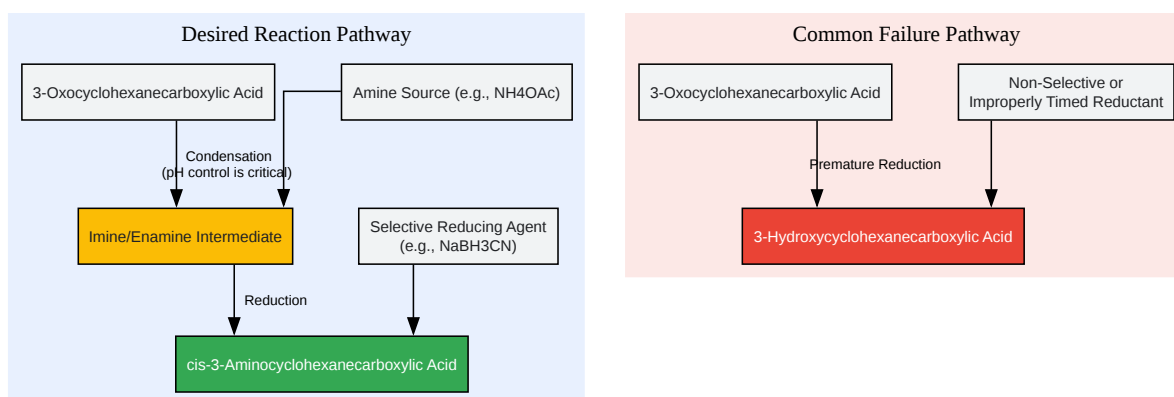 Desired Reaction Pathway
3-Oxocyclohexanecarboxylic Acid
Amine Source (e.g., NH4OAc)
Condensation
(pH control is critical)
Imine/Enamine Intermediate
Selective Reducing Agent
(e.g., NaBH3CN)
Reduction
cis-3-Aminocyclohexanecarboxylic Acid
Common Failure Pathway
3-Oxocyclohexanecarboxylic Acid
Non-Selective or
Improperly Timed Reductant
Premature Reduction
3-Hydroxycyclohexanecarboxylic Acid